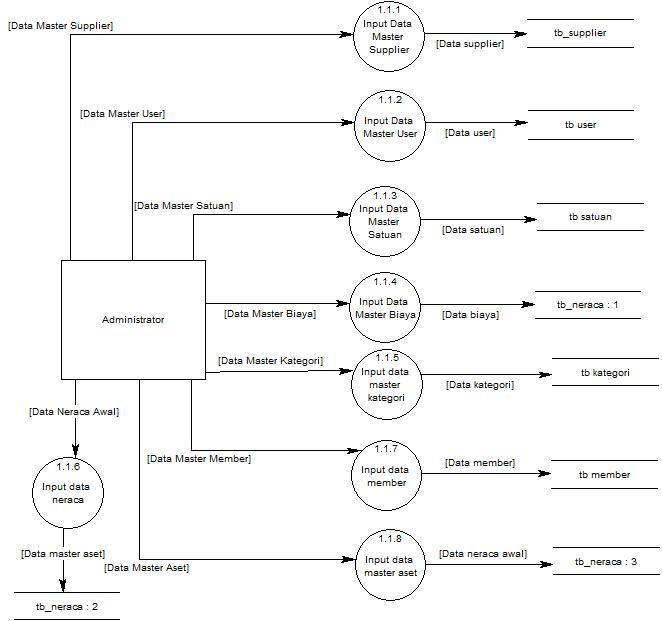 1.1.1
[Data Master Supplier]
Input Data
Master
Supplier
[Data supplier]
tb_supplier
1.1.2
[Data Master User]
Input Data
Master User
[Data user]
tb user
1.1.3
[Data Master Satuan]
Input Data
Master
Satuan
[Data satuan]
tb satuan
1.1.4
Input Data
Master Biaya
[Data Master Biaya]
[Data biaya]
tb_neraca : 1
Administrator
1.1.5
[Data Master Kategori]
Input data
master
kategori
[Data kategori]
tb kategori
[Data Neraca Awal]
1.1.7
[Data Master Member]
Input data
member
[Data member]
tb member
1.1.6
Input data
neraca
1.1.8
[Data master aset]
[Data Master Aset]
Input data
master aset
[Data neraca awal]
tb_neraca : 3
tb_neraca : 2